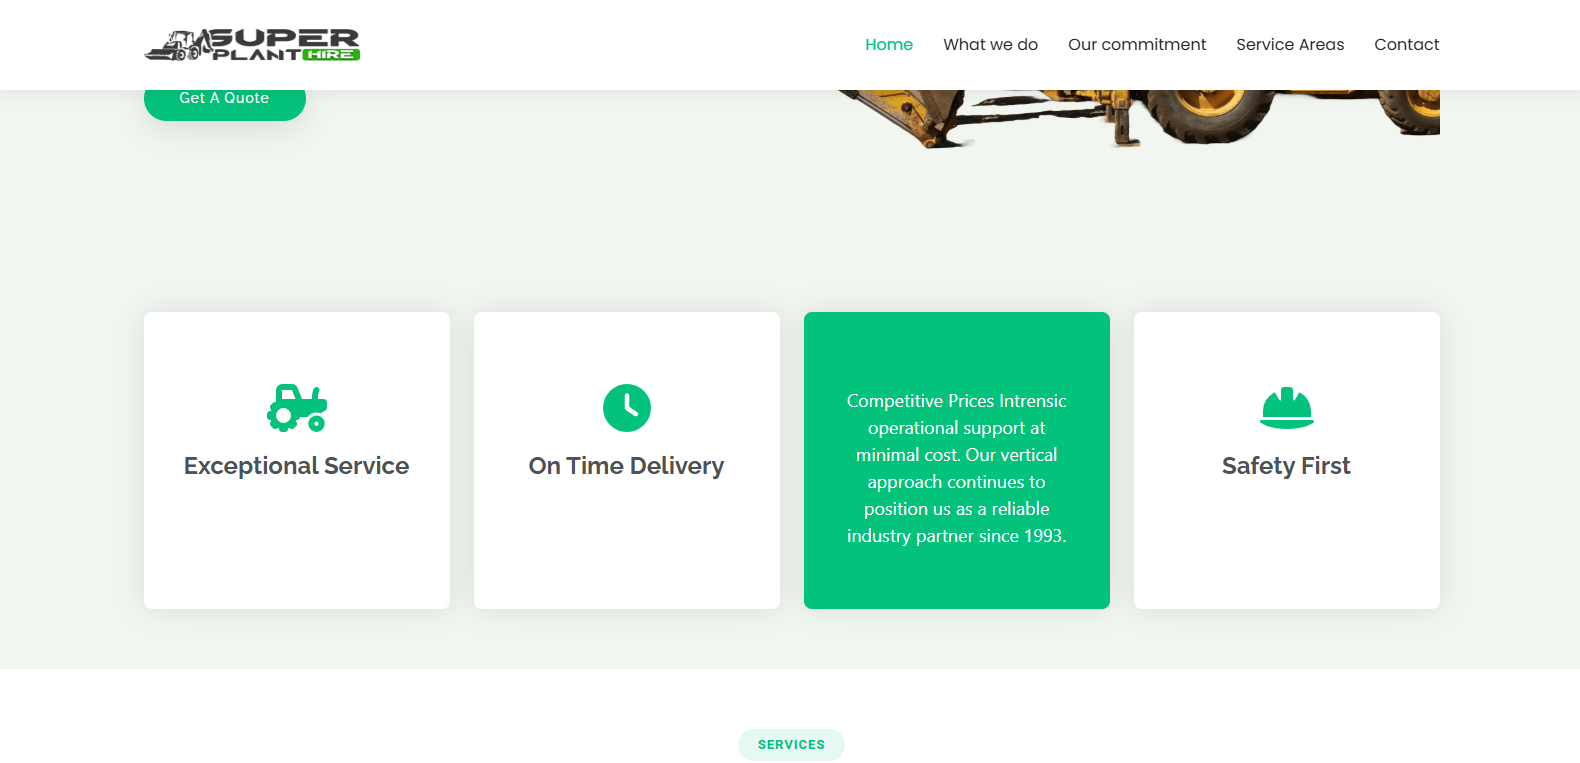 SUPER
PLANT HIRE
Home What we do Our commitment Service Areas Contact
Get A Quote
Exceptional Service
On Time Delivery
Competitive Prices Intrensic
operational support at
minimal cost. Our vertical
approach continues to
position us as a reliable
industry partner since 1993.
Safety First
SERVICES